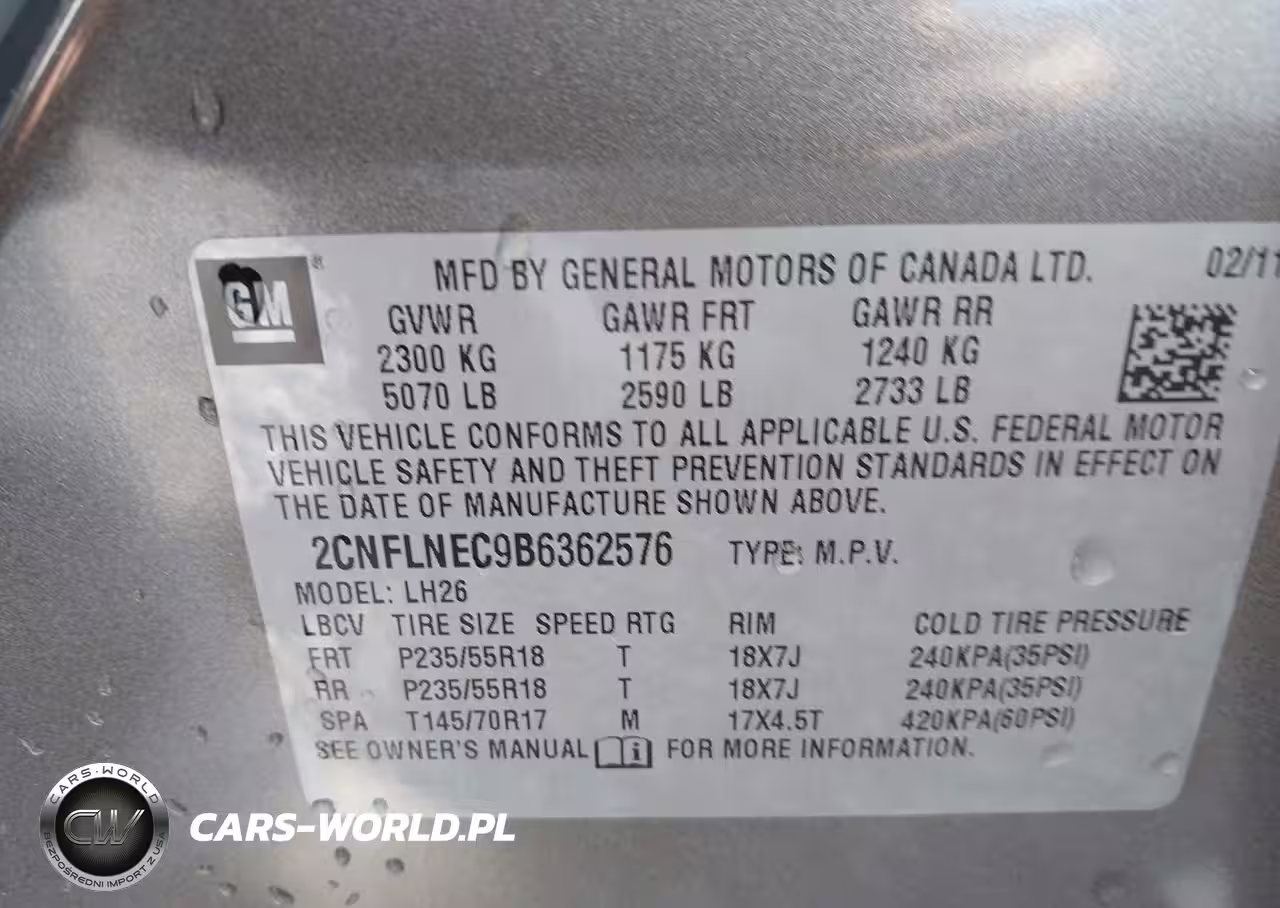 GM ®
MFD BY GENERAL MOTORS OF CANADA LTD. 02/11
GVWR GAWR FRT GAWR RR
2300 KG 1175 KG 1240 KG
5070 LB 2590 LB 2733 LB
THIS VEHICLE CONFORMS TO ALL APPLICABLE U.S. FEDERAL MOTOR
VEHICLE SAFETY AND THEFT PREVENTION STANDARDS IN EFFECT ON
THE DATE OF MANUFACTURE SHOWN ABOVE.
2CNFLNEC9B6362576 TYPE: M.P.V.
MODEL: LH26
LBCV TIRE SIZE SPEED RTG RIM COLD TIRE PRESSURE
FRT P235/55R18 T 18X7J 240KPA(35PSI)
RR P235/55R18 T 18X7J 240KPA(35PSI)
SPA T145/70R17 M 17X4.5T 420KPA(60PSI)
SEE OWNER'S MANUAL i FOR MORE INFORMATION.
CARS-WORLD
CW
BEZPOŚREDNI IMPORT Z USA
CARS-WORLD.PL